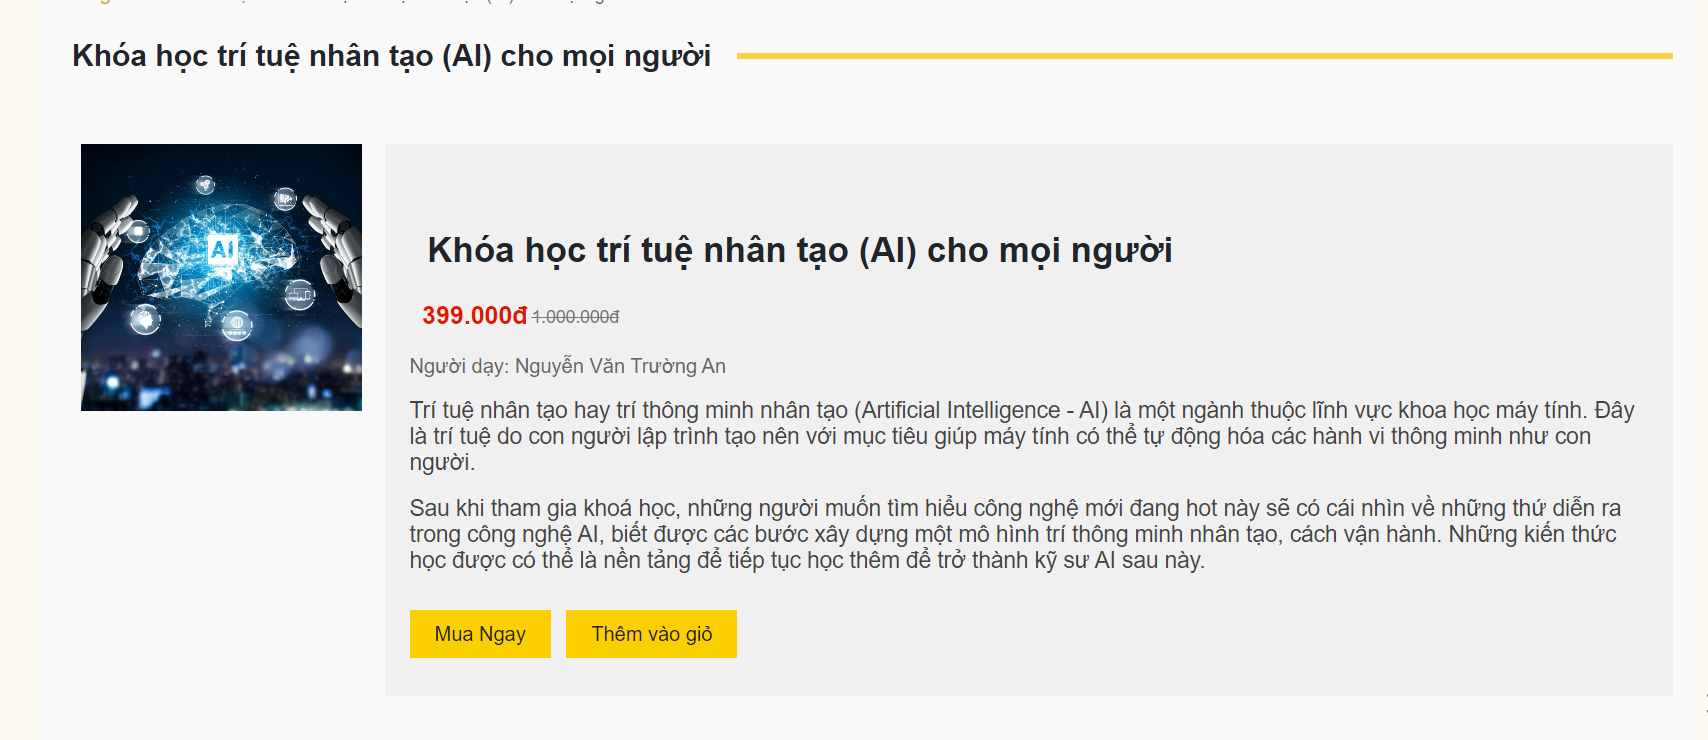 Khóa học trí tuệ nhân tạo (AI) cho mọi người
AI
Khóa học trí tuệ nhân tạo (AI) cho mọi người
399.000đ 1.000.000đ
Người dạy: Nguyễn Văn Trường An
Trí tuệ nhân tạo hay trí thông minh nhân tạo (Artificial Intelligence - AI) là một ngành thuộc lĩnh vực khoa học máy tính. Đây
là trí tuệ do con người lập trình tạo nên với mục tiêu giúp máy tính có thể tự động hóa các hành vi thông minh như con
người.
Sau khi tham gia khoá học, những người muốn tìm hiểu công nghệ mới đang hot này sẽ có cái nhìn về những thứ diễn ra
trong công nghệ AI, biết được các bước xây dựng một mô hình trí thông minh nhân tạo, cách vận hành. Những kiến thức
học được có thể là nền tảng để tiếp tục học thêm để trở thành kỹ sư AI sau này.
Mua Ngay
Thêm vào giỏ